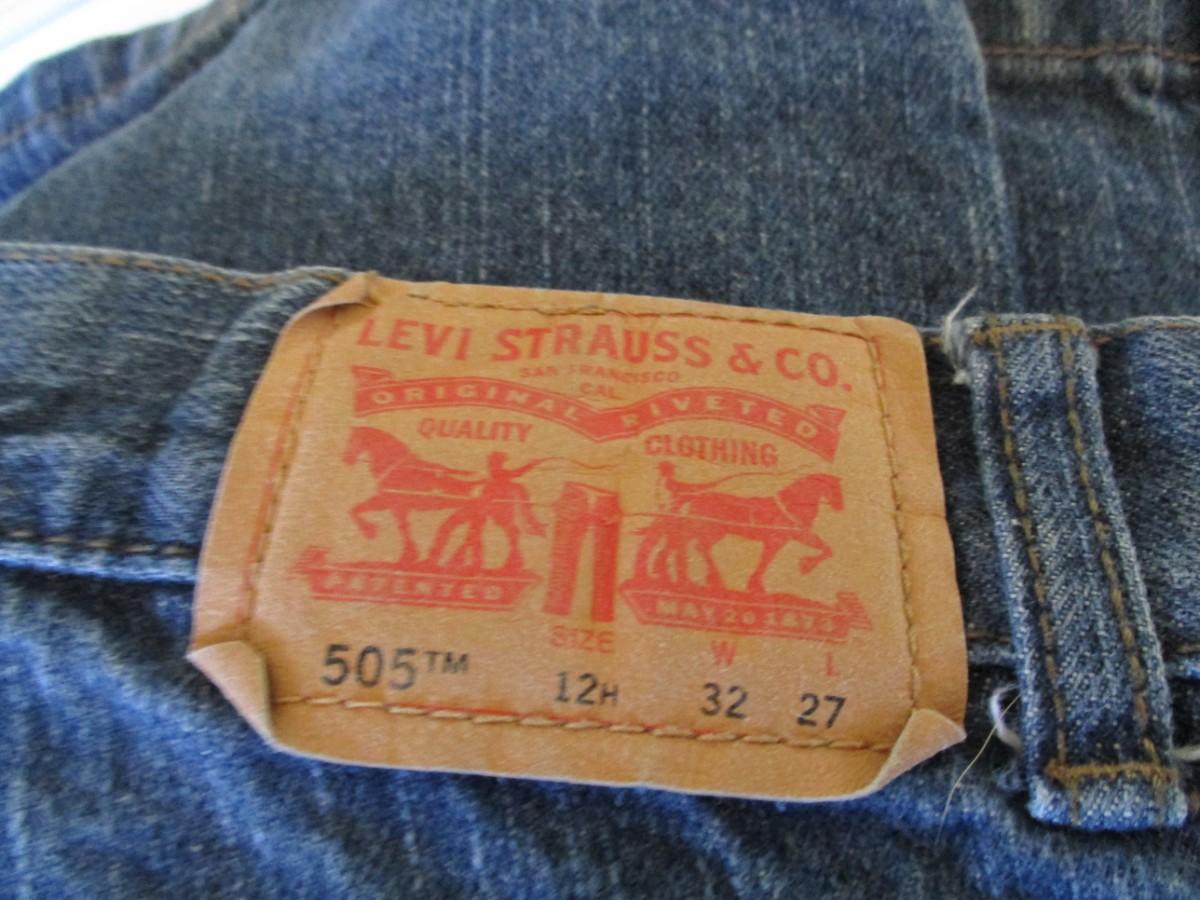 LEVI STRAUSS & CO.
SAN FRANCISCO
CAL
ORIGINAL RIVETED
QUALITY CLOTHING
PATENTED MAY 20 1873
SIZE W L
505™ 12H 32 27